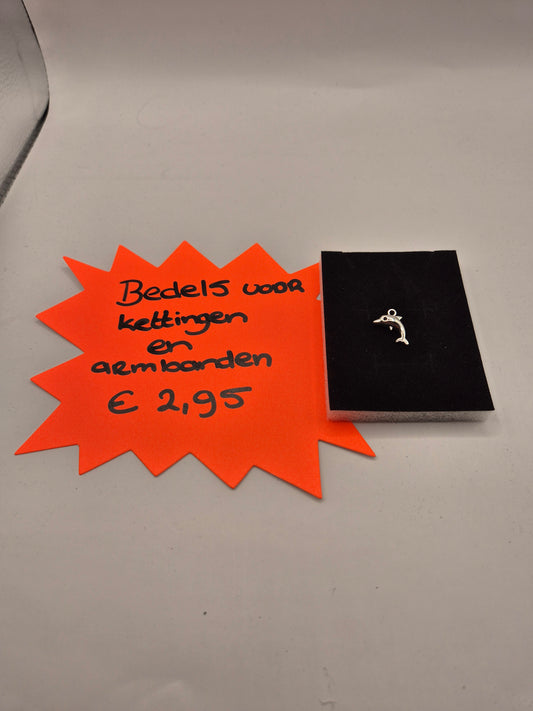 Bedels voor
kettingen
en
armbanden
€ 2,95